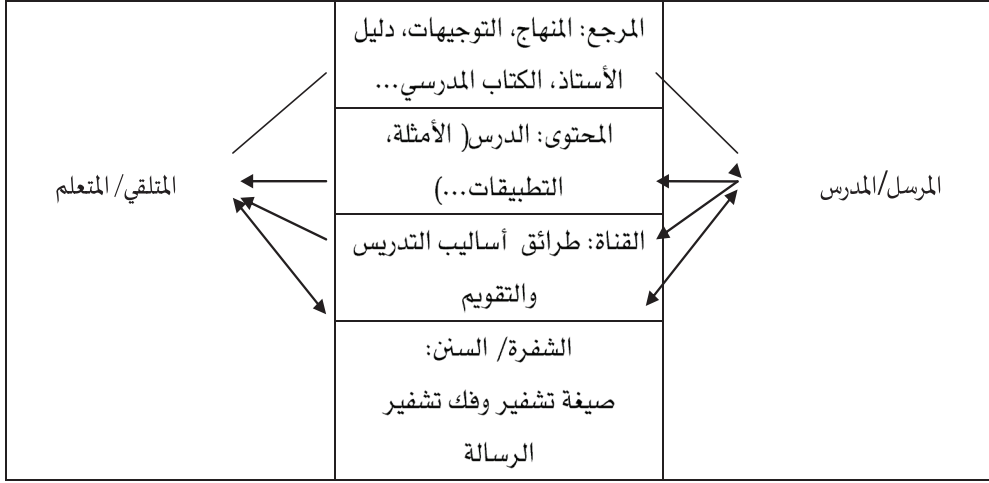 المرسل/المدرس
المرجع: المنهاج، التوجيهات، دليل
الأستاذ، الكتاب المدرسي...
المحتوى: الدرس( الأمثلة،
التطبيقات...)
القناة: طرائق أساليب التدريس
والتقويم
الشفرة/ السنن:
صيغة تشفير وفك تشفير
الرسالة
المتلقي/ المتعلم